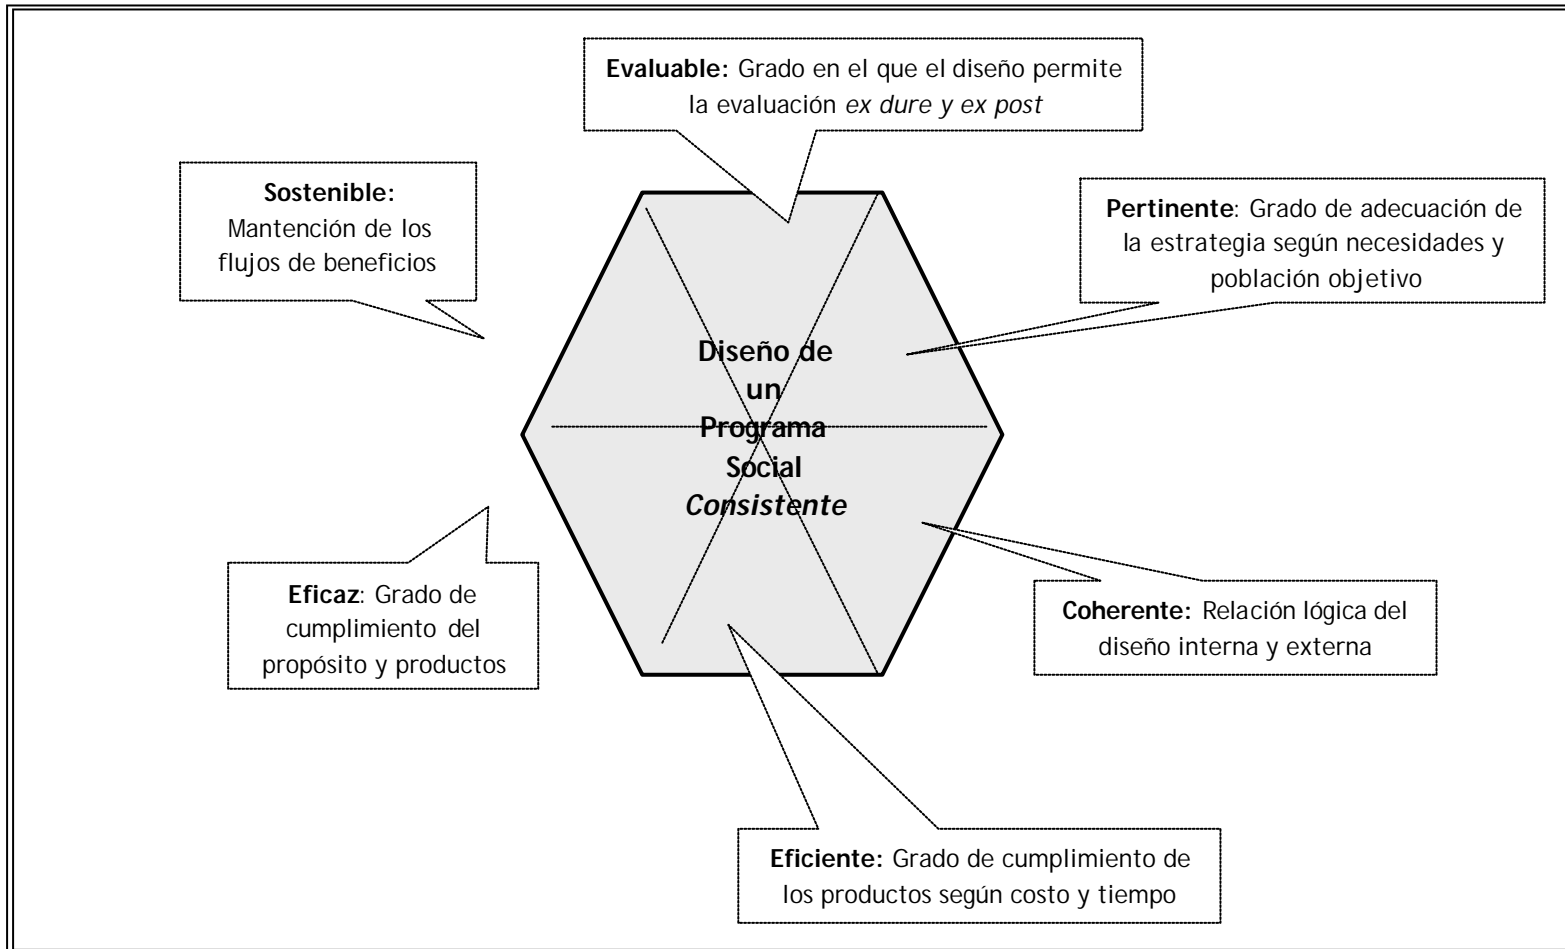 Evaluable: Grado en el que el diseño permite
la evaluación ex dure y ex post
Sostenible:
Mantención de los
flujos de beneficios
Pertinente: Grado de adecuación de
la estrategia según necesidades y
población objetivo
Diseño de
un
Programa
Social
Consistente
Eficaz: Grado de
cumplimiento del
propósito y productos
Coherente: Relación lógica del
diseño interna y externa
Eficiente: Grado de cumplimiento de
los productos según costo y tiempo